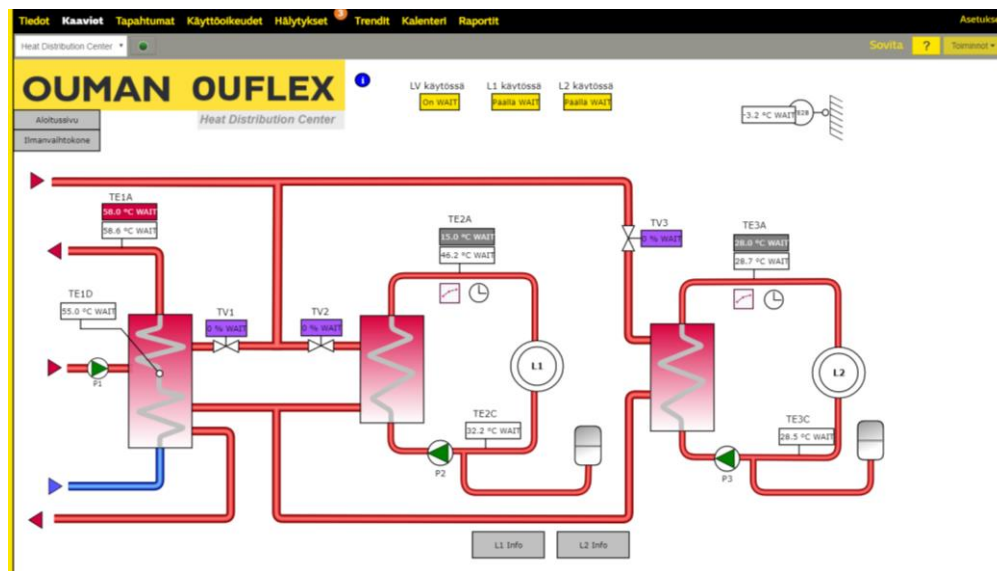 Tiedot Kaaviot Tapahtumat Käyttöoikeudet Hälytykset 3 Trendit Kalenteri Raportit Asetukse
Heat Distribution Center Sovita ? Toiminnot
OUMAN OUFLEX
Heat Distribution Center
i
LV käytössä L1 käytössä L2 käytössä
On WAIT Päällä WAIT Päällä WAIT
Aloitussivu
Ilmanvaihtokone
-3.2 °C WAIT
TE1A
58.0 °C WAIT
58.6 °C WAIT
TE2A
15.0 °C WAIT
46.2 °C WAIT
TV3
0 % WAIT
TE3A
28.0 °C WAIT
28.7 °C WAIT
TE1D
55.0 °C WAIT
TV1 TV2
0 % WAIT 0 % WAIT
L1
L2
P1
TE2C
32.2 °C WAIT
TE3C
28.5 °C WAIT
P2
P3
L1 Info L2 Info